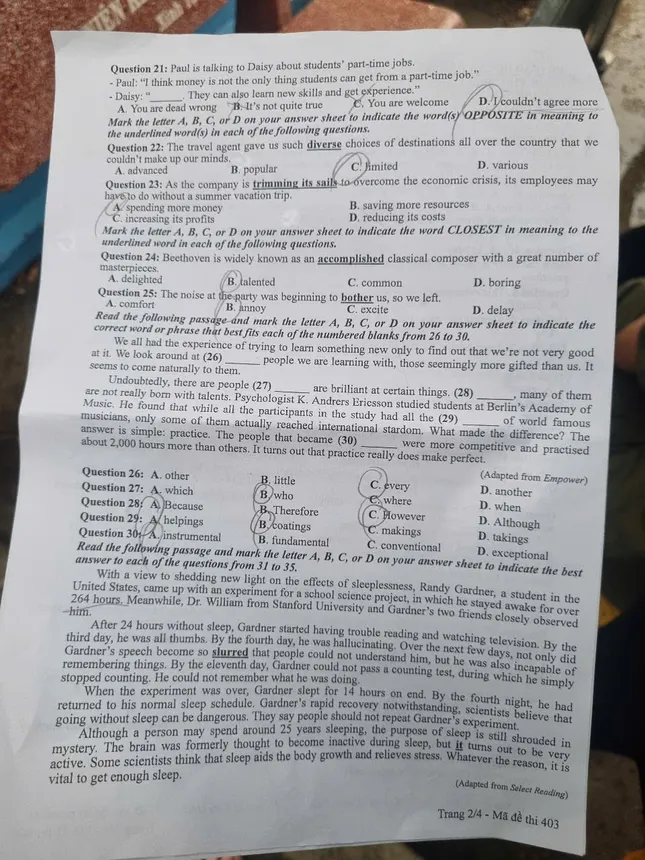 Question 21: Paul is talking to Daisy about students' part-time jobs.
- Paul: "I think money is not the only thing students can get from a part-time job."
- Daisy: "______. They can also learn new skills and get experience."
A. You are dead wrong B. It's not quite true C. You are welcome D. I couldn't agree more
Mark the letter A, B, C, or D on your answer sheet to indicate the word(s) OPPOSITE in meaning to
the underlined word(s) in each of the following questions.
Question 22: The travel agent gave us such diverse choices of destinations all over the country that we
couldn't make up our minds.
A. advanced B. popular C. limited D. various
Question 23: As the company is trimming its sails to overcome the economic crisis, its employees may
have to do without a summer vacation trip.
A. spending more money B. saving more resources
C. increasing its profits D. reducing its costs
Mark the letter A, B, C, or D on your answer sheet to indicate the word CLOSEST in meaning to the
underlined word in each of the following questions.
Question 24: Beethoven is widely known as an accomplished classical composer with a great number of
masterpieces.
A. delighted B. talented C. common D. boring
Question 25: The noise at the party was beginning to bother us, so we left.
A. comfort B. annoy C. excite D. delay
Read the following passage and mark the letter A, B, C, or D on your answer sheet to indicate the
correct word or phrase that best fits each of the numbered blanks from 26 to 30.
We all had the experience of trying to learn something new only to find out that we're not very good
at it. We look around at (26) ______ people we are learning with, those seemingly more gifted than us. It
seems to come naturally to them.
Undoubtedly, there are people (27) ______ are brilliant at certain things. (28) ______, many of them
are not really born with talents. Psychologist K. Andrers Ericsson studied students at Berlin's Academy of
Music. He found that while all the participants in the study had all the (29) ______ of world famous
musicians, only some of them actually reached international stardom. What made the difference? The
answer is simple: practice. The people that became (30) ______ were more competitive and practised
about 2,000 hours more than others. It turns out that practice really does make perfect.
(Adapted from Empower)
Question 26: A. other B. little C. every D. another
Question 27: A. which B. who C. where D. when
Question 28: A. Because B. Therefore C. However D. Although
Question 29: A. helpings B. coatings C. makings D. takings
Question 30: A. instrumental B. fundamental C. conventional D. exceptional
Read the following passage and mark the letter A, B, C, or D on your answer sheet to indicate the best
answer to each of the questions from 31 to 35.
With a view to shedding new light on the effects of sleeplessness, Randy Gardner, a student in the
United States, came up with an experiment for a school science project, in which he stayed awake for over
264 hours. Meanwhile, Dr. William from Stanford University and Gardner's two friends closely observed
him.
After 24 hours without sleep, Gardner started having trouble reading and watching television. By the
third day, he was all thumbs. By the fourth day, he was hallucinating. Over the next few days, not only did
Gardner's speech become so slurred that people could not understand him, but he was also incapable of
remembering things. By the eleventh day, Gardner could not pass a counting test, during which he simply
stopped counting. He could not remember what he was doing.
When the experiment was over, Gardner slept for 14 hours on end. By the fourth night, he had
returned to his normal sleep schedule. Gardner's rapid recovery notwithstanding, scientists believe that
going without sleep can be dangerous. They say people should not repeat Gardner's experiment.
Although a person may spend around 25 years sleeping, the purpose of sleep is still shrouded in
mystery. The brain was formerly thought to become inactive during sleep, but it turns out to be very
active. Some scientists think that sleep aids the body growth and relieves stress. Whatever the reason, it is
vital to get enough sleep.
(Adapted from Select Reading)
Trang 2/4 - Mã đề thi 403